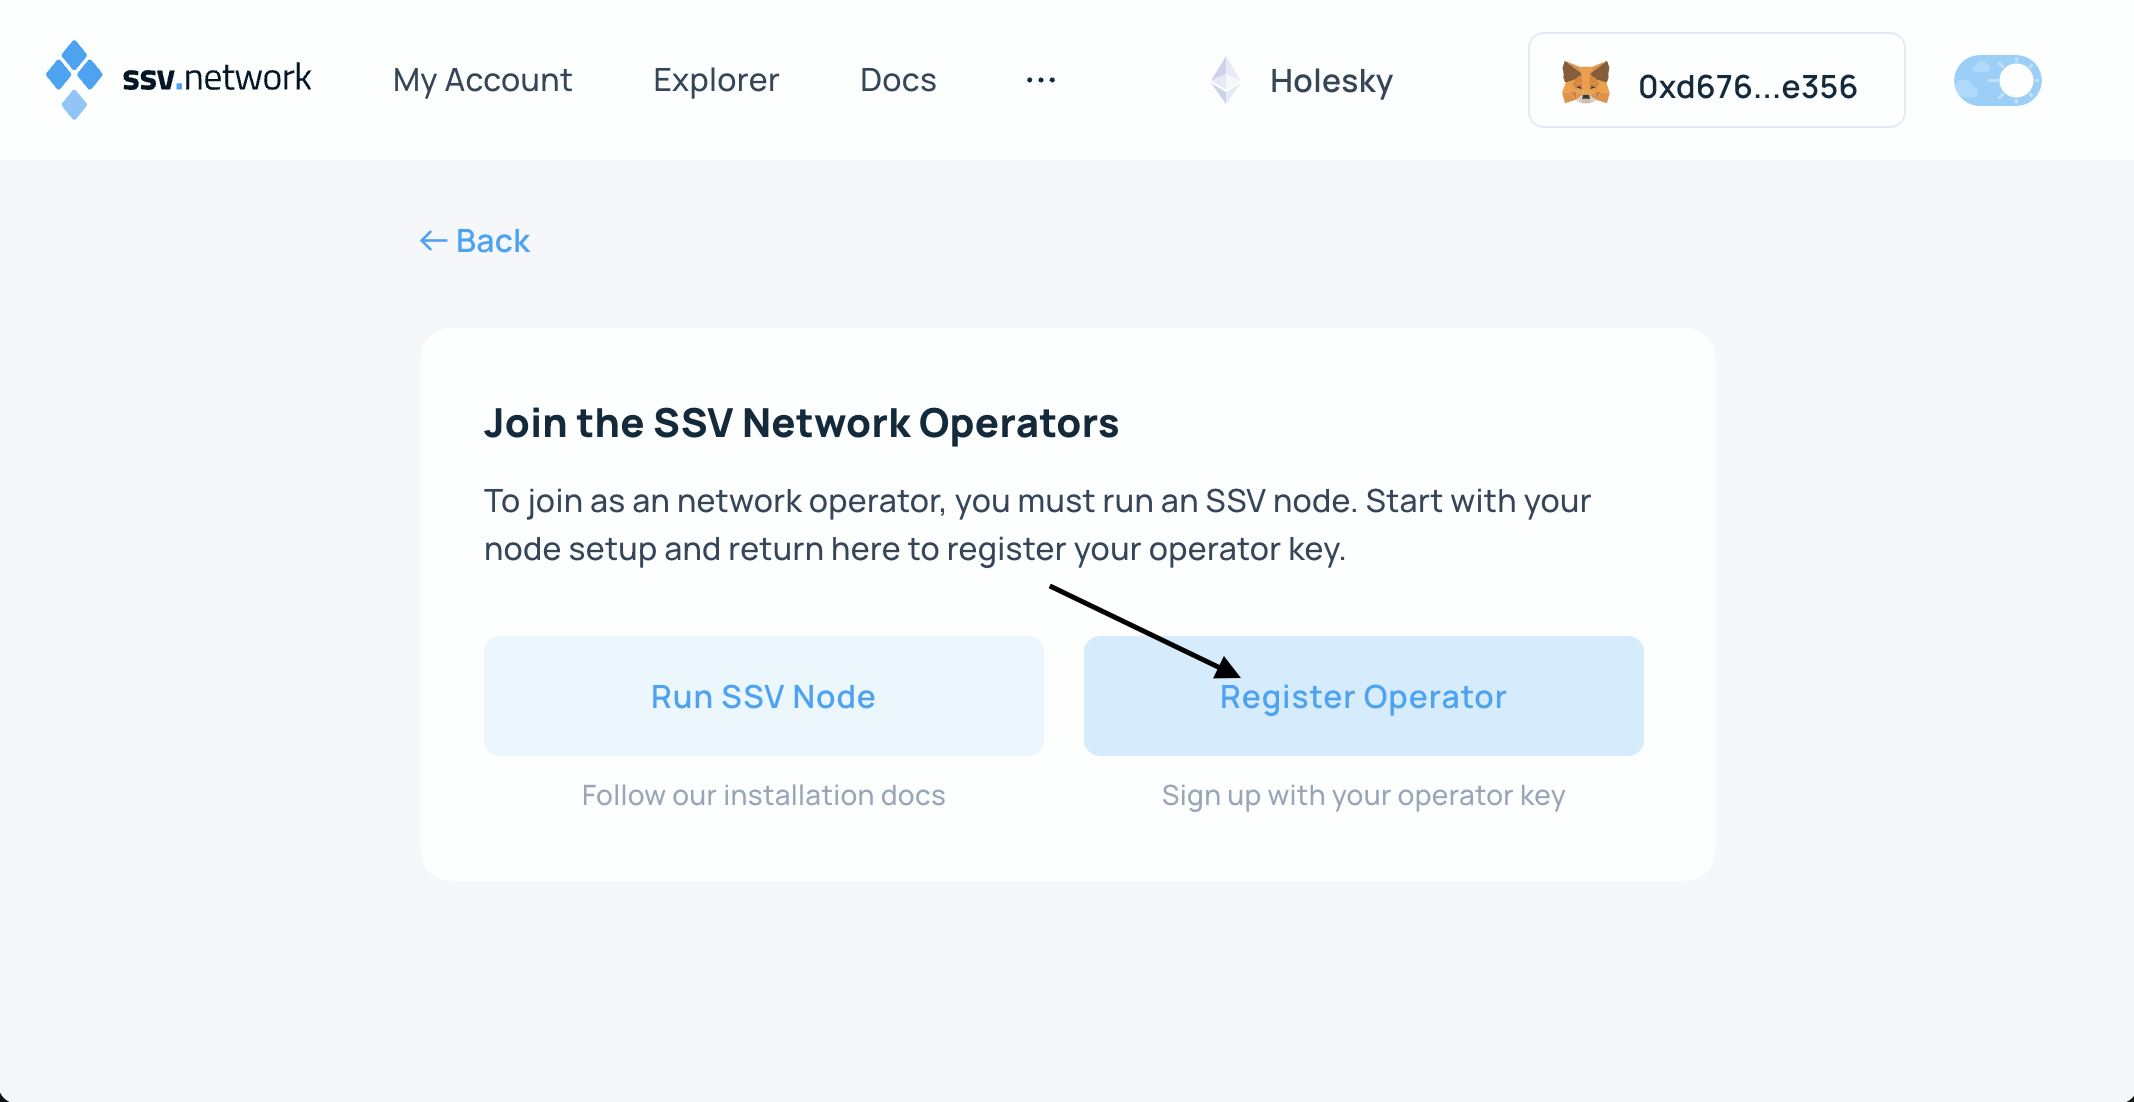 ssv.network
My Account
Explorer
Docs
...
Holesky
0xd676...e356
← Back
Join the SSV Network Operators
To join as an network operator, you must run an SSV node. Start with your
node setup and return here to register your operator key.
Run SSV Node
Register Operator
Follow our installation docs
Sign up with your operator key